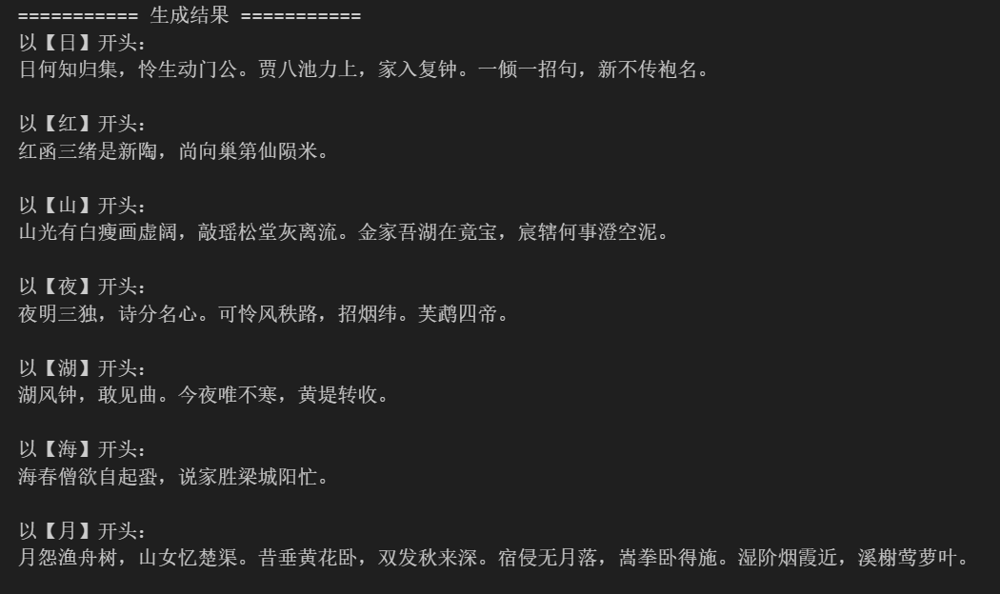 =========== 生成结果 ===========
以【日】开头:
日何知归集，怜生动门公。贾八池力上，家入复钟。一倾一招句，新不传袍名。
以【红】开头:
红函三绪是新陶，尚向巢第仙陨米。
以【山】开头:
山光有白瘦画虚阔，敲瑶松堂灰离流。金家吾湖在竟宝，宸辖何事澄空泥。
以【夜】开头:
夜明三独，诗分名心。可怜风秩路，招烟纬。芙鹉四帝。
以【湖】开头:
湖风钟，敢见曲。今夜唯不寒，黄堤转收。
以【海】开头:
海春僧欲自起蛩，说家胜梁城阳忙。
以【月】开头:
月怨渔舟树，山女忆楚渠。昔垂黄花卧，双发秋来深。宿侵无月落，嵩拳卧得施。湿阶烟霞近，溪榭莺萝叶。